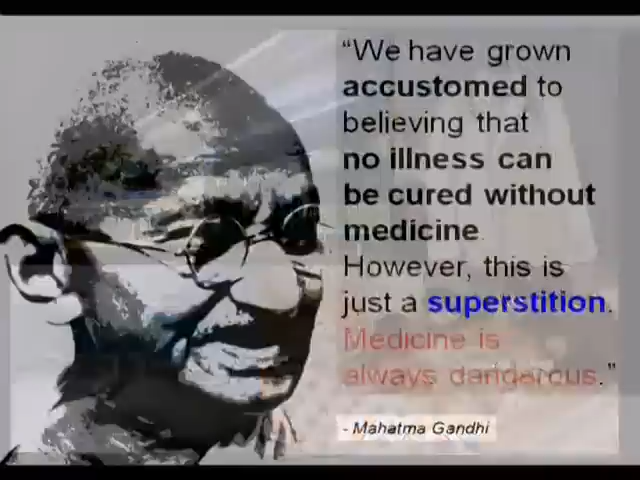 “We have grown
accustomed to
believing that
no illness can
be cured without
medicine.
However, this is
just a superstition.
Medicine is
always dangerous.”
- Mahatma Gandhi